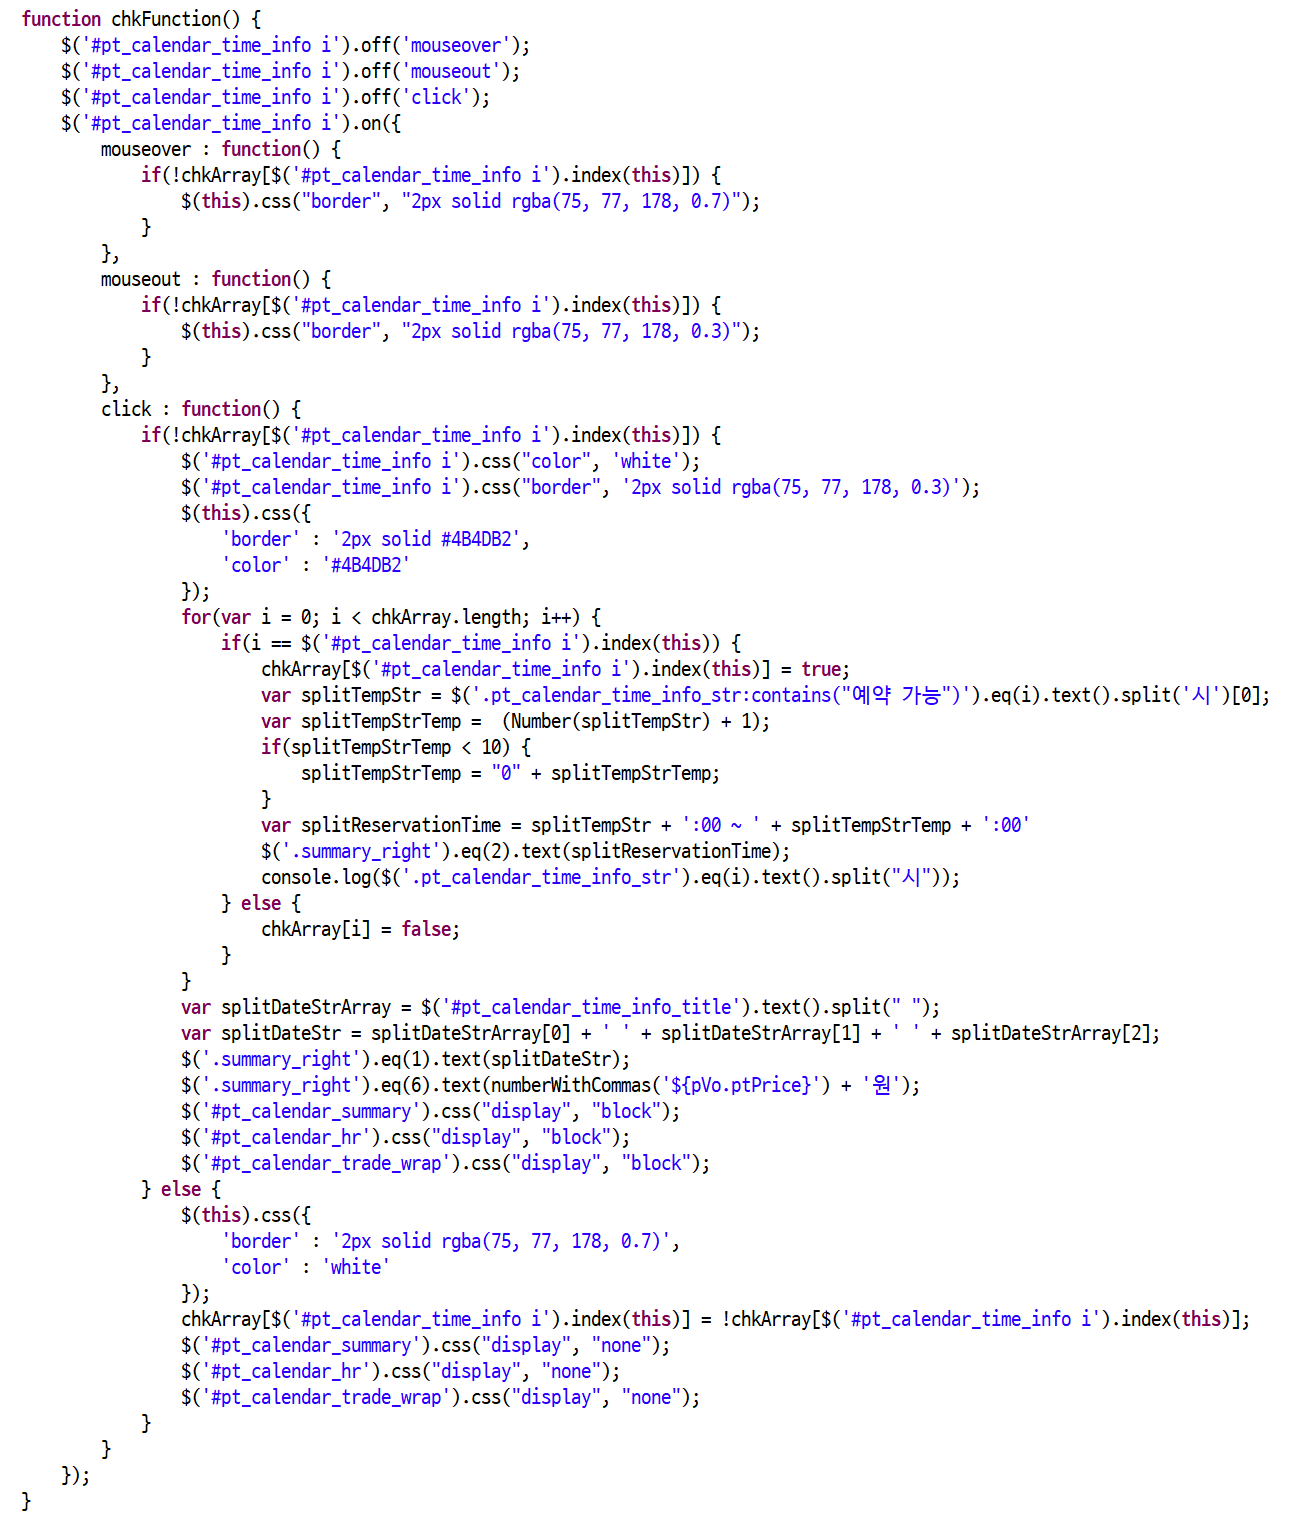 function chkFunction() {
    $('#pt_calendar_time_info i').off('mouseover');
    $('#pt_calendar_time_info i').off('mouseout');
    $('#pt_calendar_time_info i').off('click');
    $('#pt_calendar_time_info i').on({
        mouseover : function() {
            if(!chkArray[$('#pt_calendar_time_info i').index(this)]) {
                $(this).css("border", "2px solid rgba(75, 77, 178, 0.7)");
            }
        },
        mouseout : function() {
            if(!chkArray[$('#pt_calendar_time_info i').index(this)]) {
                $(this).css("border", "2px solid rgba(75, 77, 178, 0.3)");
            }
        },
        click : function() {
            if(!chkArray[$('#pt_calendar_time_info i').index(this)]) {
                $('#pt_calendar_time_info i').css("color", 'white');
                $('#pt_calendar_time_info i').css("border", '2px solid rgba(75, 77, 178, 0.3)');
                $(this).css({
                    'border' : '2px solid #4B4DB2',
                    'color' : '#4B4DB2'
                });
                for(var i = 0; i < chkArray.length; i++) {
                    if(i == $('#pt_calendar_time_info i').index(this)) {
                        chkArray[$('#pt_calendar_time_info i').index(this)] = true;
                        var splitTempStr = $('.pt_calendar_time_info_str:contains("예약 가능")').eq(i).text().split('시')[0];
                        var splitTempStrTemp =  (Number(splitTempStr) + 1);
                        if(splitTempStrTemp < 10) {
                            splitTempStrTemp = "0" + splitTempStrTemp;
                        }
                        var splitReservationTime = splitTempStr + ':00 ~ ' + splitTempStrTemp + ':00'
                        $('.summary_right').eq(2).text(splitReservationTime);
                        console.log($('.pt_calendar_time_info_str').eq(i).text().split("시"));
                    } else {
                        chkArray[i] = false;
                    }
                }
                var splitDateStrArray = $('#pt_calendar_time_info_title').text().split(" ");
                var splitDateStr = splitDateStrArray[0] + ' ' + splitDateStrArray[1] + ' ' + splitDateStrArray[2];
                $('.summary_right').eq(1).text(splitDateStr);
                $('.summary_right').eq(6).text(numberWithCommas('${pVo.ptPrice}') + '원');
                $('#pt_calendar_summary').css("display", "block");
                $('#pt_calendar_hr').css("display", "block");
                $('#pt_calendar_trade_wrap').css("display", "block");
            } else {
                $(this).css({
                    'border' : '2px solid rgba(75, 77, 178, 0.7)',
                    'color' : 'white'
                });
                chkArray[$('#pt_calendar_time_info i').index(this)] = !chkArray[$('#pt_calendar_time_info i').index(this)];
                $('#pt_calendar_summary').css("display", "none");
                $('#pt_calendar_hr').css("display", "none");
                $('#pt_calendar_trade_wrap').css("display", "none");
            }
        }
    });
}